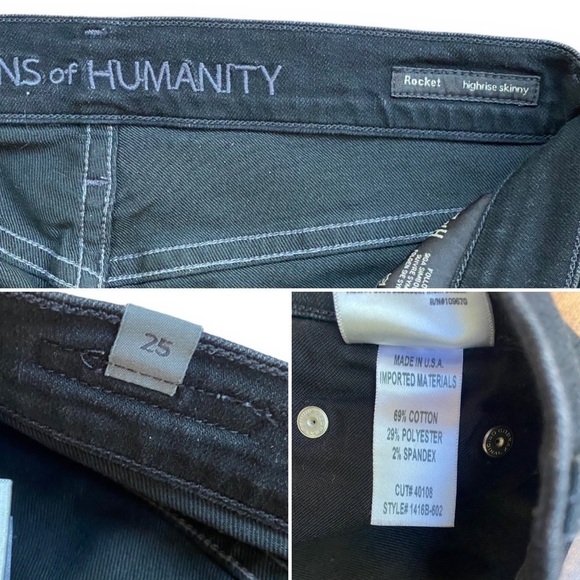 NS of HUMANITY
Rocket highrise skinny
25
R/N#109670
MADE IN U.S.A.
IMPORTED MATERIALS
69% COTTON
29% POLYESTER
2% SPANDEX
CUT# 40108
STYLE# 1416B-602